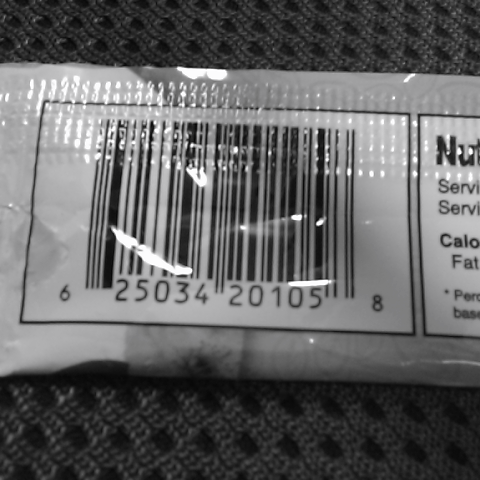 6 25034 20105 8
Nut
Servi
Servi
Calo
Fat
* Perc
base